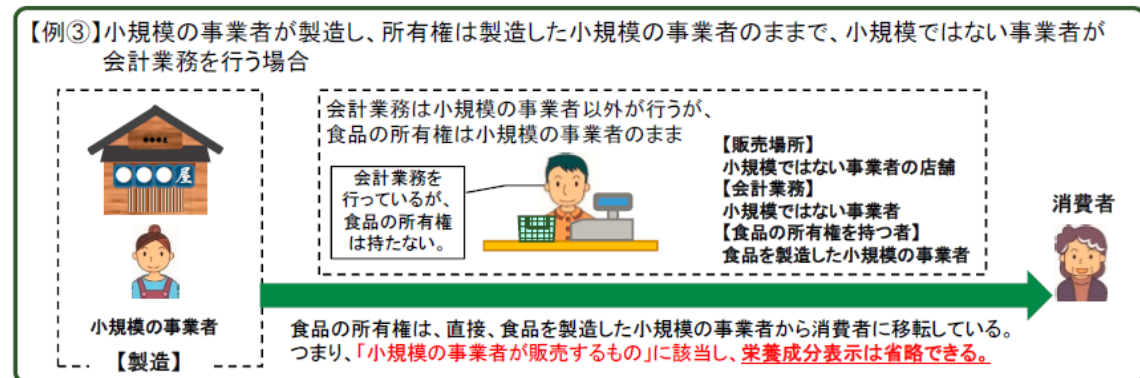 【例③】小規模の事業者が製造し、所有権は製造した小規模の事業者のままで、小規模ではない事業者が
会計業務を行う場合
会計業務は小規模の事業者以外が行うが、
食品の所有権は小規模の事業者のまま
会計業務を
行っているが、
食品の所有権
は持たない。
【販売場所】
小規模ではない事業者の店舗
【会計業務】
小規模ではない事業者
【食品の所有権を持つ者】
食品を製造した小規模の事業者
●●●▲
○○○屋
小規模の事業者
【製造】
消費者
食品の所有権は、直接、食品を製造した小規模の事業者から消費者に移転している。
つまり、「小規模の事業者が販売するもの」に該当し、栄養成分表示は省略できる。